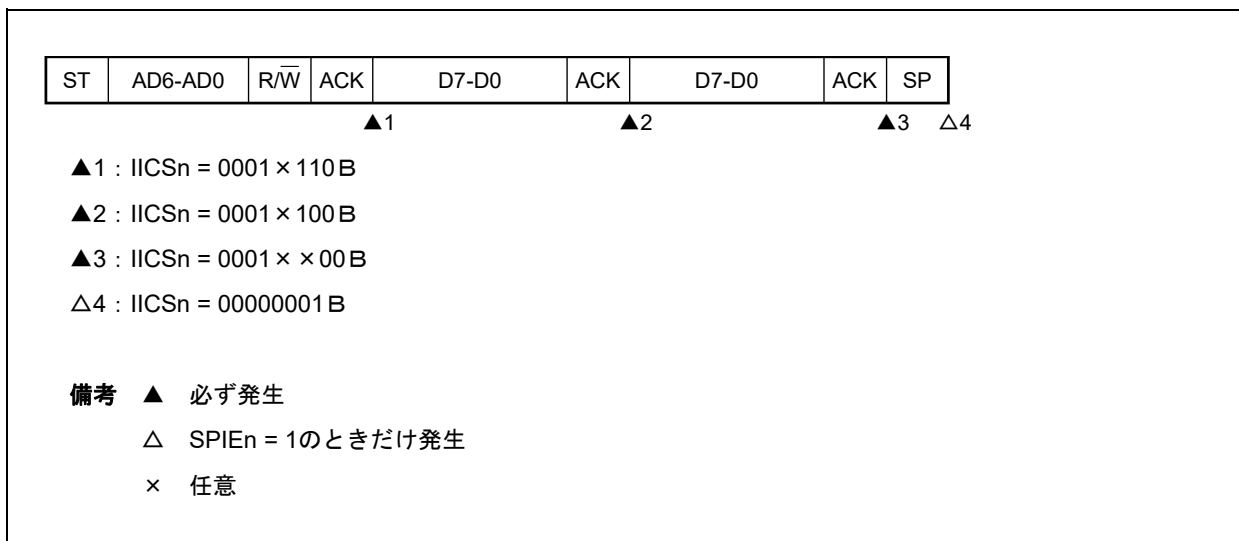 ST AD6-AD0 R/W̅ ACK D7-D0 ACK D7-D0 ACK SP
▲1 ▲2 ▲3 △4
▲1：IICSn = 0001×110B
▲2：IICSn = 0001×100B
▲3：IICSn = 0001××00B
△4：IICSn = 00000001B
備考 ▲ 必ず発生
△ SPIEn = 1のときだけ発生
× 任意